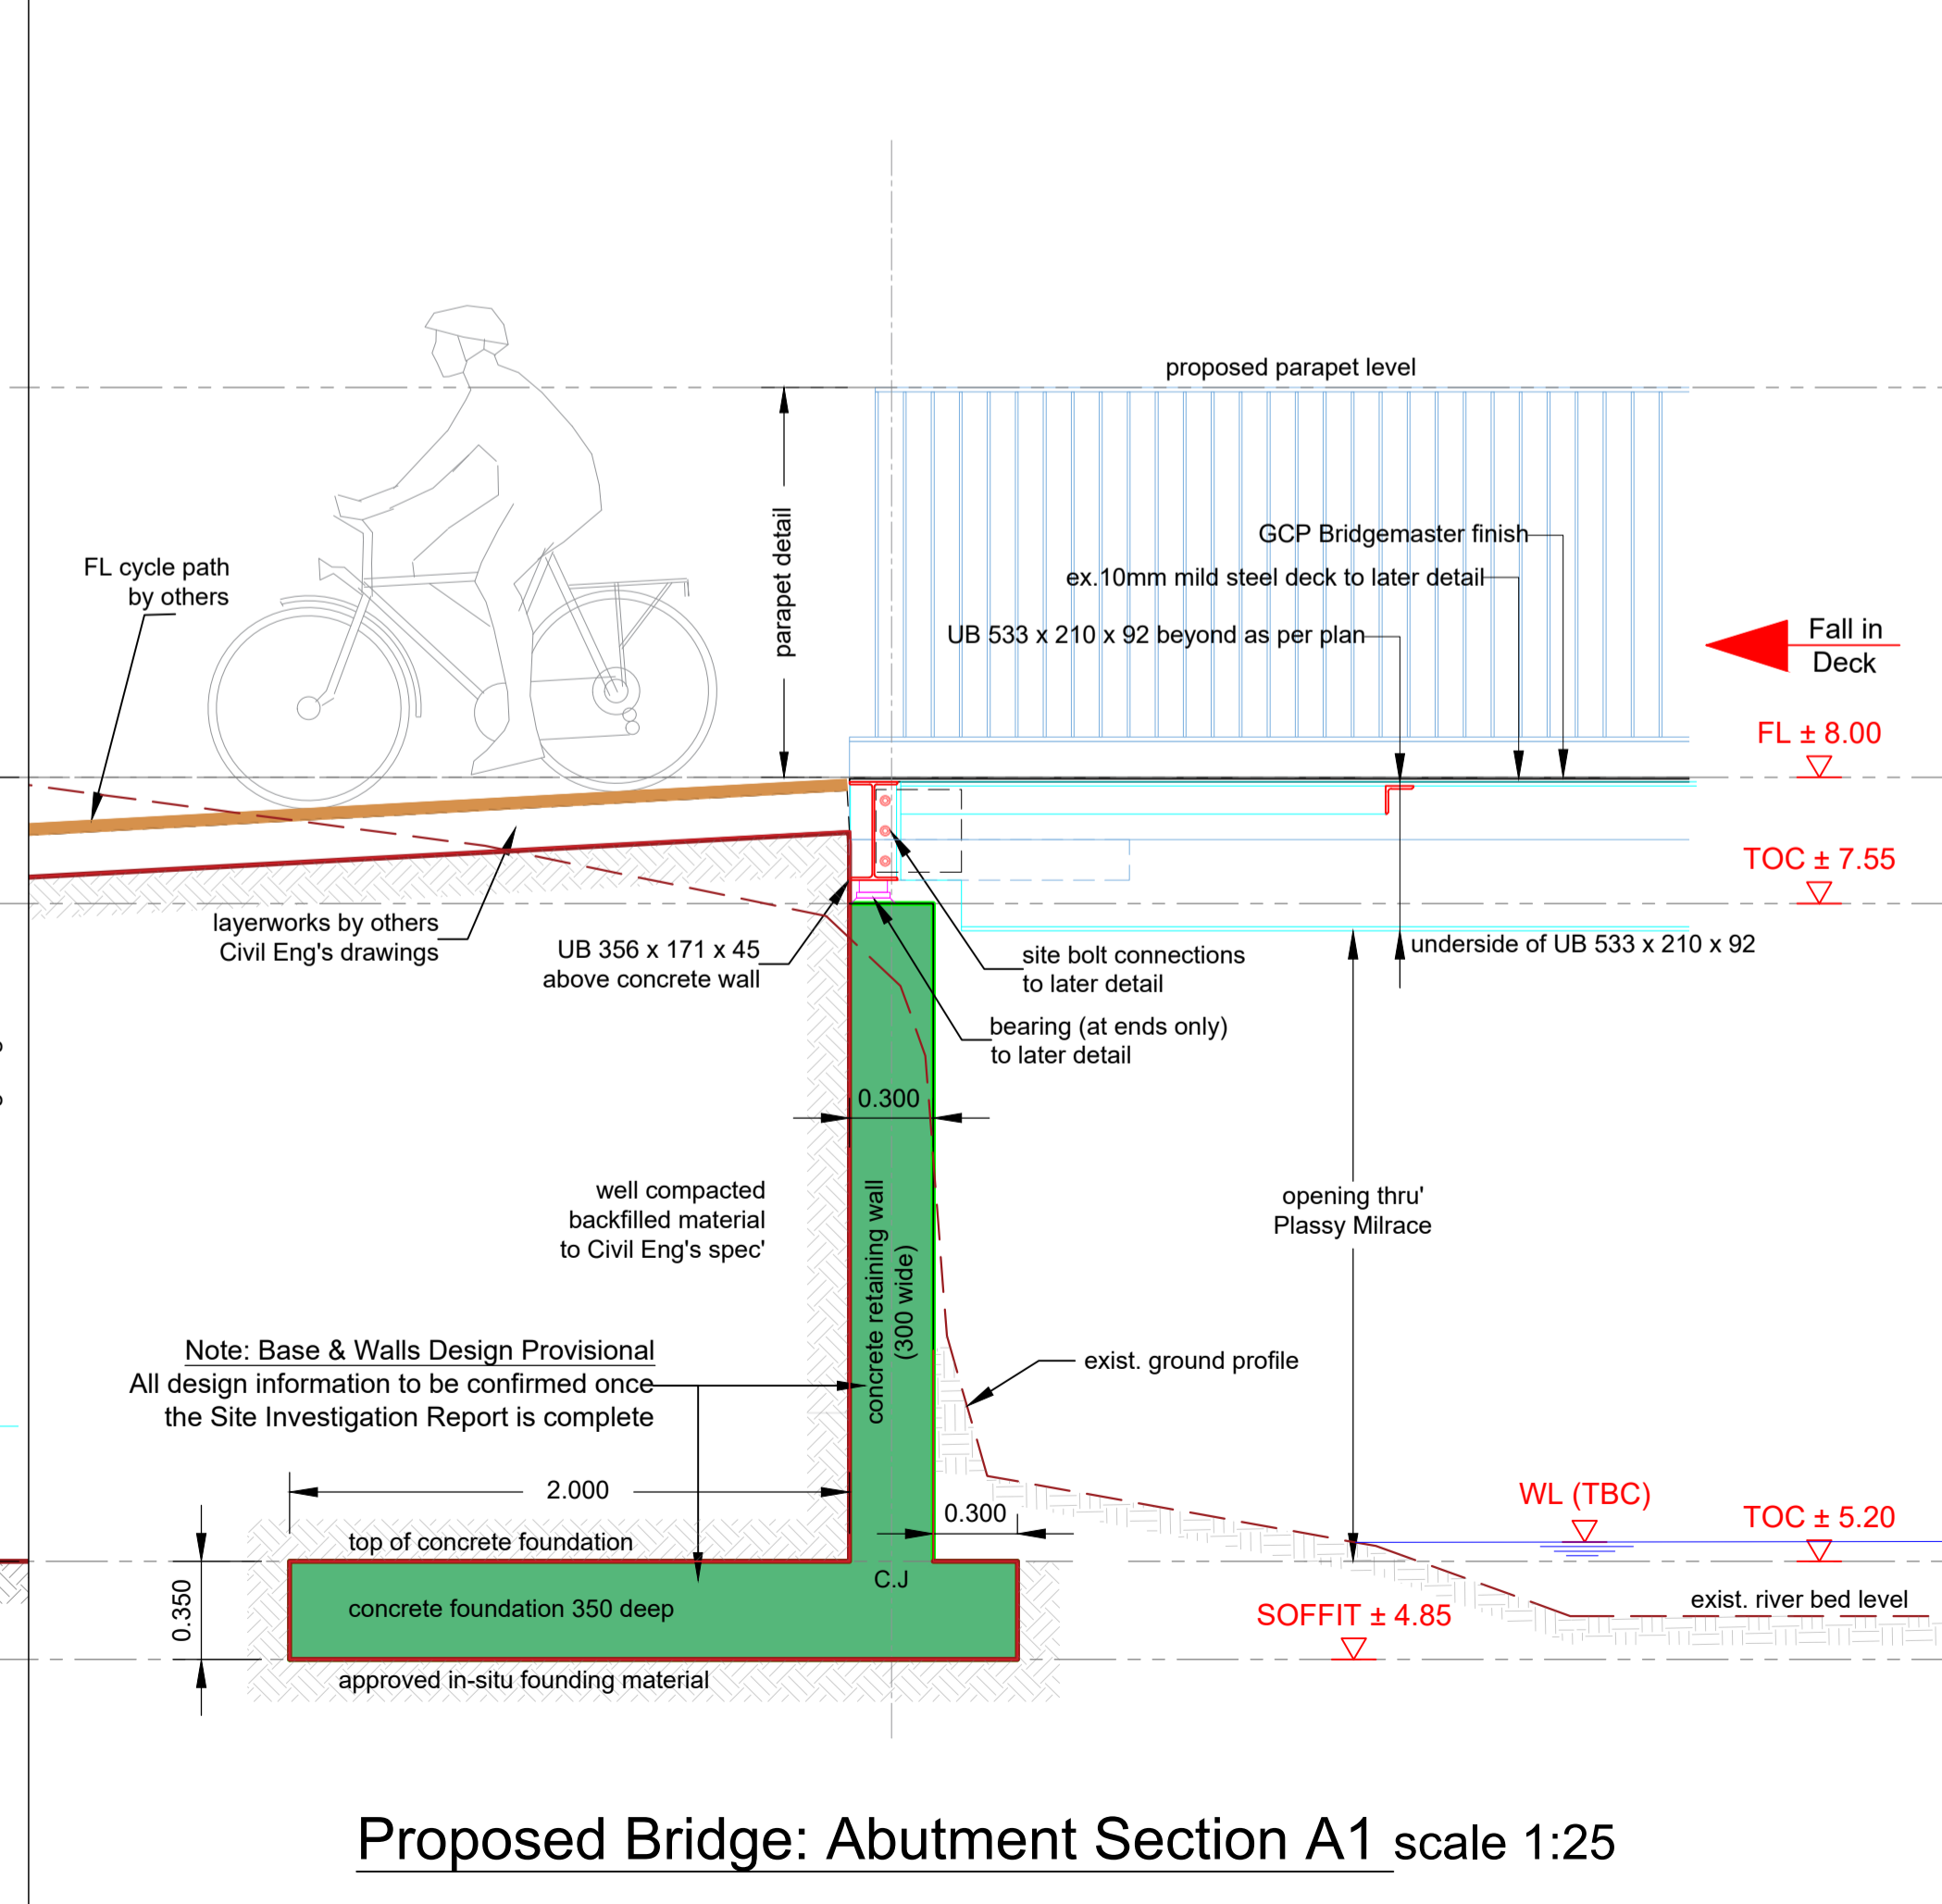 proposed parapet level
parapet detail
GCP Bridgemaster finish
ex.10mm mild steel deck to later detail
UB 533 x 210 x 92 beyond as per plan
FL cycle path
by others
Fall in
Deck
FL ± 8.00
TOC ± 7.55
layerworks by others
Civil Eng's drawings
UB 356 x 171 x 45
above concrete wall
site bolt connections
to later detail
underside of UB 533 x 210 x 92
bearing (at ends only)
to later detail
0.300
well compacted
backfilled material
to Civil Eng's spec'
concrete retaining wall
(300 wide)
opening thru'
Plassy Milrace
Note: Base & Walls Design Provisional
All design information to be confirmed once
the Site Investigation Report is complete
exist. ground profile
2.000
0.300
WL (TBC)
TOC ± 5.20
top of concrete foundation
C.J
0.350
concrete foundation 350 deep
SOFFIT ± 4.85
exist. river bed level
approved in-situ founding material
Proposed Bridge: Abutment Section A1 scale 1:25